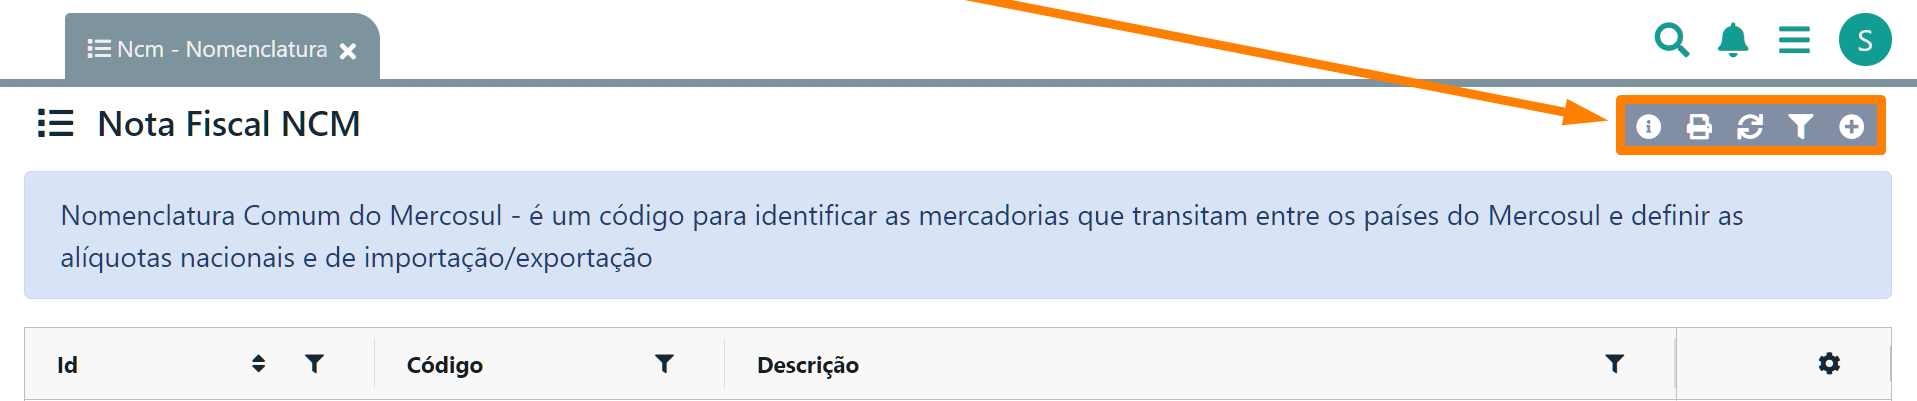 Ncm - Nomenclatura
S
Nota Fiscal NCM
Nomenclatura Comum do Mercosul - é um código para identificar as mercadorias que transitam entre os países do Mercosul e definir as
alíquotas nacionais e de importação/exportação
Id Código Descrição